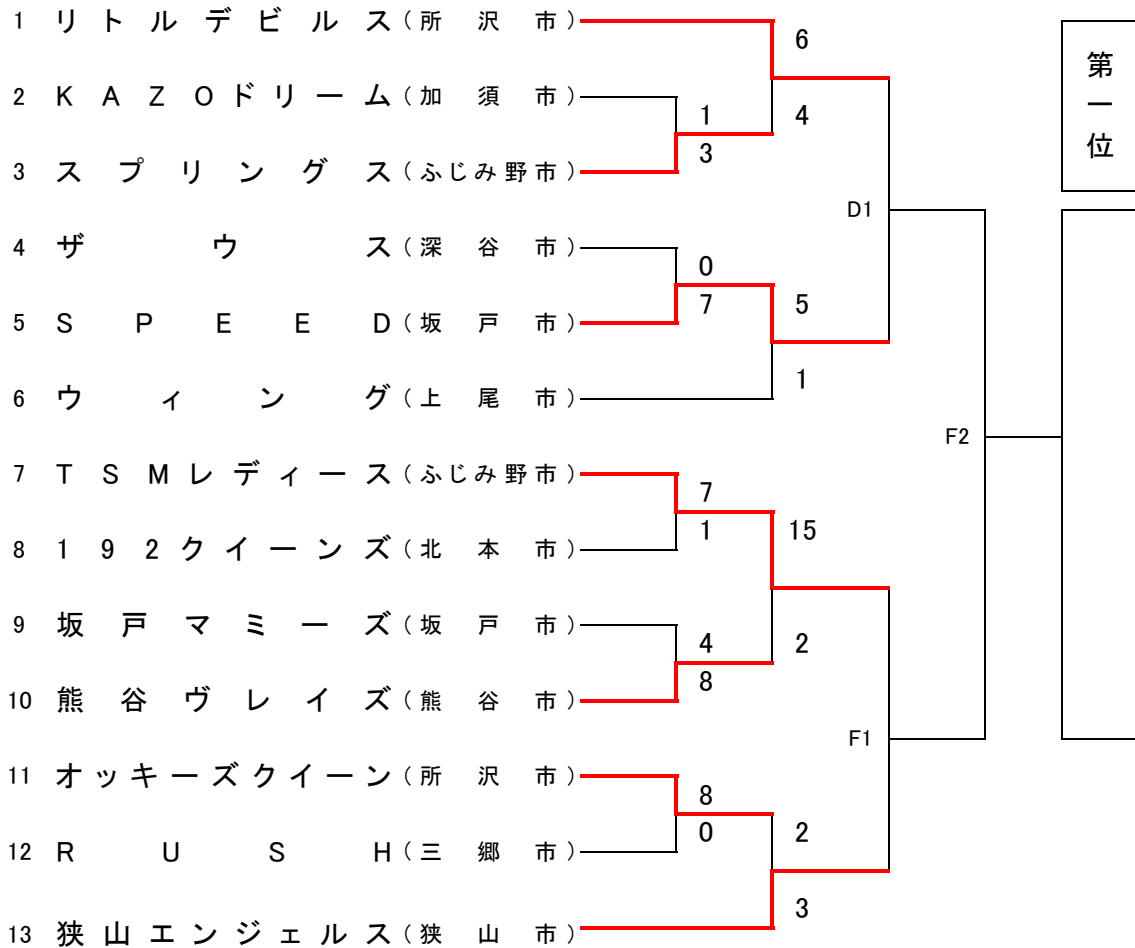 1 リトルデビルス（所沢市）
6
第一位
2 KAZOドリーム（加須市）
1
4
3 スプリングス（ふじみ野市）
3
D1
4 ザウス（深谷市）
0
5 SPEED（坂戸市）
7
5
1
6 ウィング（上尾市）
F2
7 TSMレディース（ふじみ野市）
7
1
15
8 192クイーンズ（北本市）
9 坂戸マミーズ（坂戸市）
4
2
8
10 熊谷ヴレイズ（熊谷市）
F1
11 オッキーズクイーン（所沢市）
8
0
2
12 RUSH（三郷市）
3
13 狭山エンジェルス（狭山市）